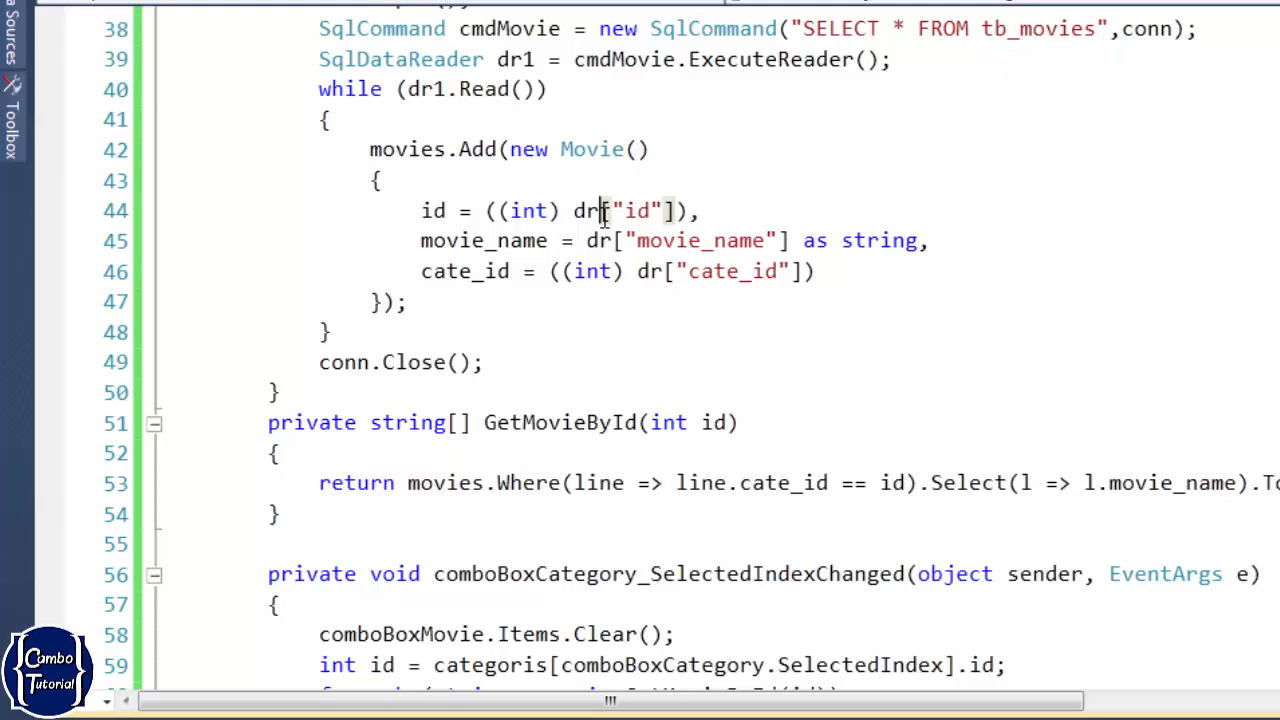 a Sources
Toolbox
38 SqlCommand cmdMovie = new SqlCommand("SELECT * FROM tb_movies",conn);
39 SqlDataReader dr1 = cmdMovie.ExecuteReader();
40 while (dr1.Read())
41 {
42 movies.Add(new Movie()
43 {
44 id = ((int) dr["id"]),
45 movie_name = dr["movie_name"] as string,
46 cate_id = ((int) dr["cate_id"])
47 });
48 }
49 conn.Close();
50 }
51 private string[] GetMovieById(int id)
52 {
53 return movies.Where(line => line.cate_id == id).Select(l => l.movie_name).To
54 }
55
56 private void comboBoxCategory_SelectedIndexChanged(object sender, EventArgs e)
57 {
58 comboBoxMovie.Items.Clear();
59 int id = categoris[comboBoxCategory.SelectedIndex].id;
{Combo
Tutorial}